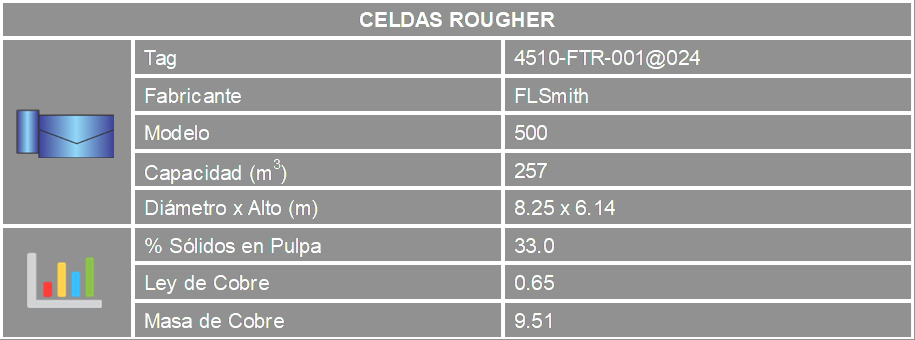 CELDAS ROUGHER
Tag 4510-FTR-001@024
Fabricante FLSmith
Modelo 500
Capacidad (m³) 257
Diámetro x Alto (m) 8.25 x 6.14
% Sólidos en Pulpa 33.0
Ley de Cobre 0.65
Masa de Cobre 9.51